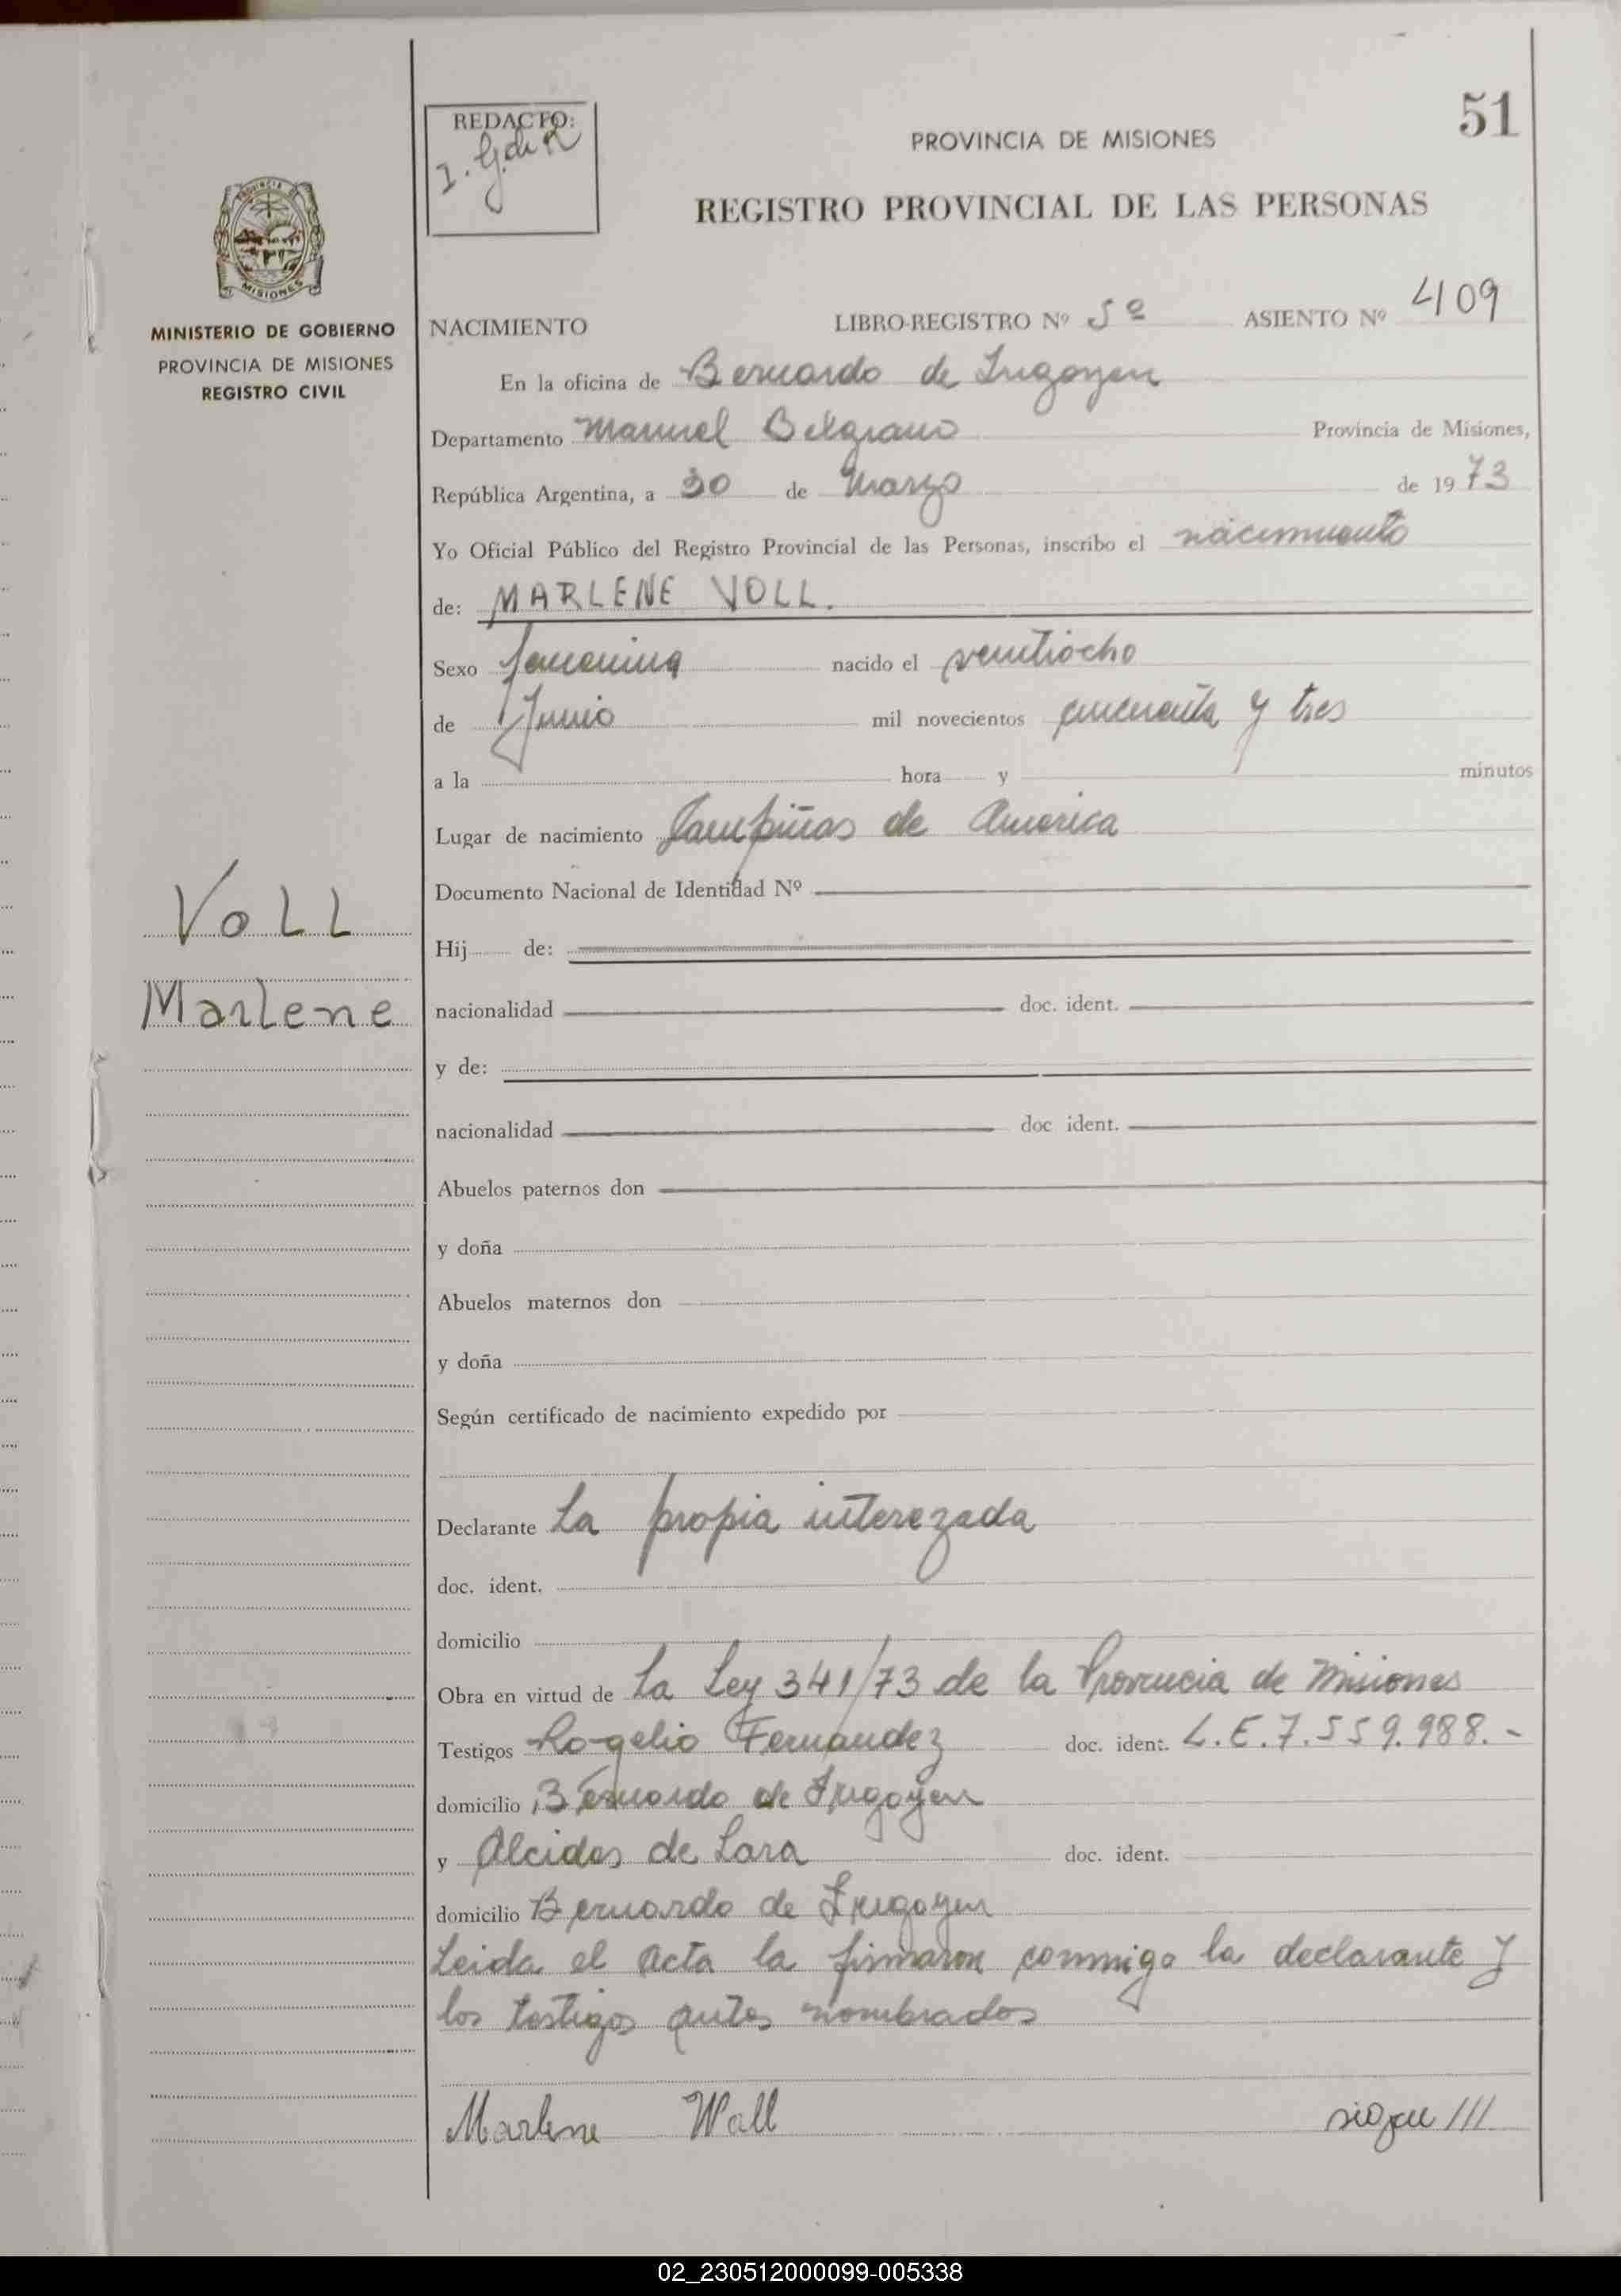 51
REDACTO:
PROVINCIA DE MISIONES
REGISTRO PROVINCIAL DE LAS PERSONAS
MISIONES
MINISTERIO DE GOBIERNO
PROVINCIA DE MISIONES
REGISTRO CIVIL
NACIMIENTO LIBRO-REGISTRO Nº 5º ASIENTO Nº 409
En la oficina de Bernardo de Irigoyen
Departamento Manuel Belgrano Provincia de Misiones,
República Argentina, a 30 de Marzo de 1973
Yo Oficial Público del Registro Provincial de las Personas, inscribo el nacimiento
de: MARLENE VOLL.
Sexo femenina nacido el ventiocho
de Junio mil novecientos cincuenta y tres
a la hora y minutos
Lugar de nacimiento Campiñas de America
Documento Nacional de Identidad Nº
VOLL
Hij de:
Marlene
nacionalidad doc. ident.
y de:
nacionalidad doc ident.
Abuelos paternos don
y doña
Abuelos maternos don
y doña
Según certificado de nacimiento expedido por
Declarante La propia interezada
doc. ident.
domicilio
Obra en virtud de La Ley 341/73 de la Provincia de Misiones
Testigos Rogelio Fernandez doc. ident. L.E.7.559.988.-
domicilio Bernardo de Irigoyen
y Alcides de Lara doc. ident.
domicilio Bernardo de Irigoyen
Leida el acta la firmaron conmigo la declarante y
los testigos antes nombrados
Marlene Wall sigue ///
02_230512000099-005338